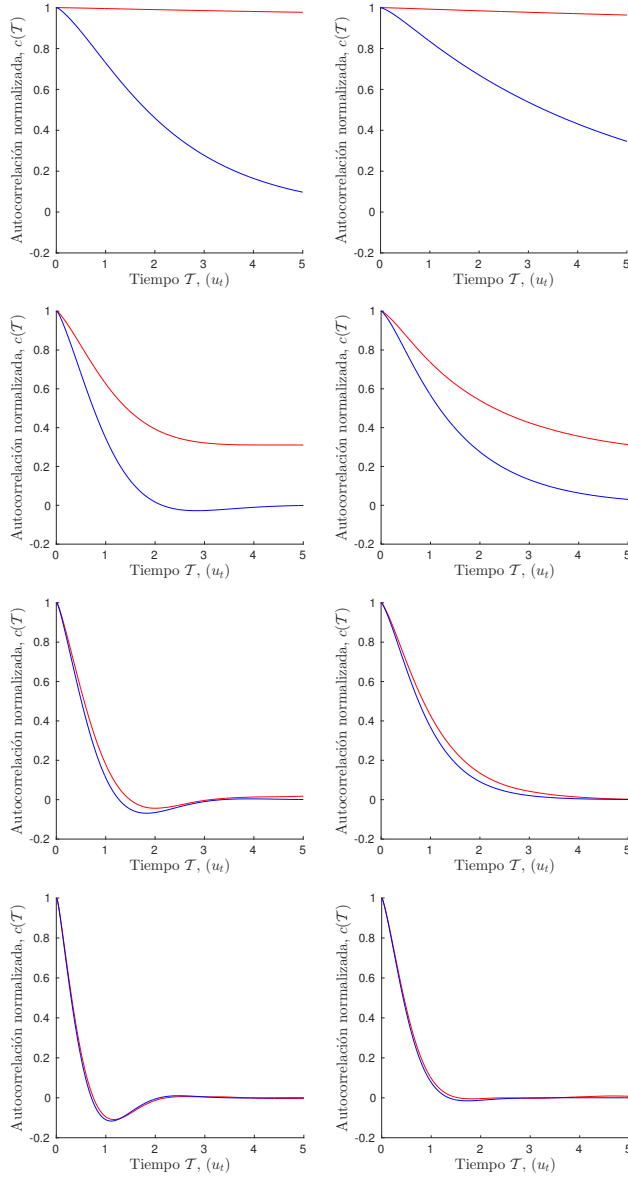 1
0.8
0.6
0.4
0.2
0
-0.2
Autocorrelación normalizada, c(𝒯)
0 1 2 3 4 5
Tiempo 𝒯, (u_t)
1
0.8
0.6
0.4
0.2
0
-0.2
Autocorrelación normalizada, c(𝒯)
0 1 2 3 4 5
Tiempo 𝒯, (u_t)
1
0.8
0.6
0.4
0.2
0
-0.2
Autocorrelación normalizada, c(𝒯)
0 1 2 3 4 5
Tiempo 𝒯, (u_t)
1
0.8
0.6
0.4
0.2
0
-0.2
Autocorrelación normalizada, c(𝒯)
0 1 2 3 4 5
Tiempo 𝒯, (u_t)
1
0.8
0.6
0.4
0.2
0
-0.2
Autocorrelación normalizada, c(𝒯)
0 1 2 3 4 5
Tiempo 𝒯, (u_t)
1
0.8
0.6
0.4
0.2
0
-0.2
Autocorrelación normalizada, c(𝒯)
0 1 2 3 4 5
Tiempo 𝒯, (u_t)
1
0.8
0.6
0.4
0.2
0
-0.2
Autocorrelación normalizada, c(𝒯)
0 1 2 3 4 5
Tiempo 𝒯, (u_t)
1
0.8
0.6
0.4
0.2
0
-0.2
Autocorrelación normalizada, c(𝒯)
0 1 2 3 4 5
Tiempo 𝒯, (u_t)